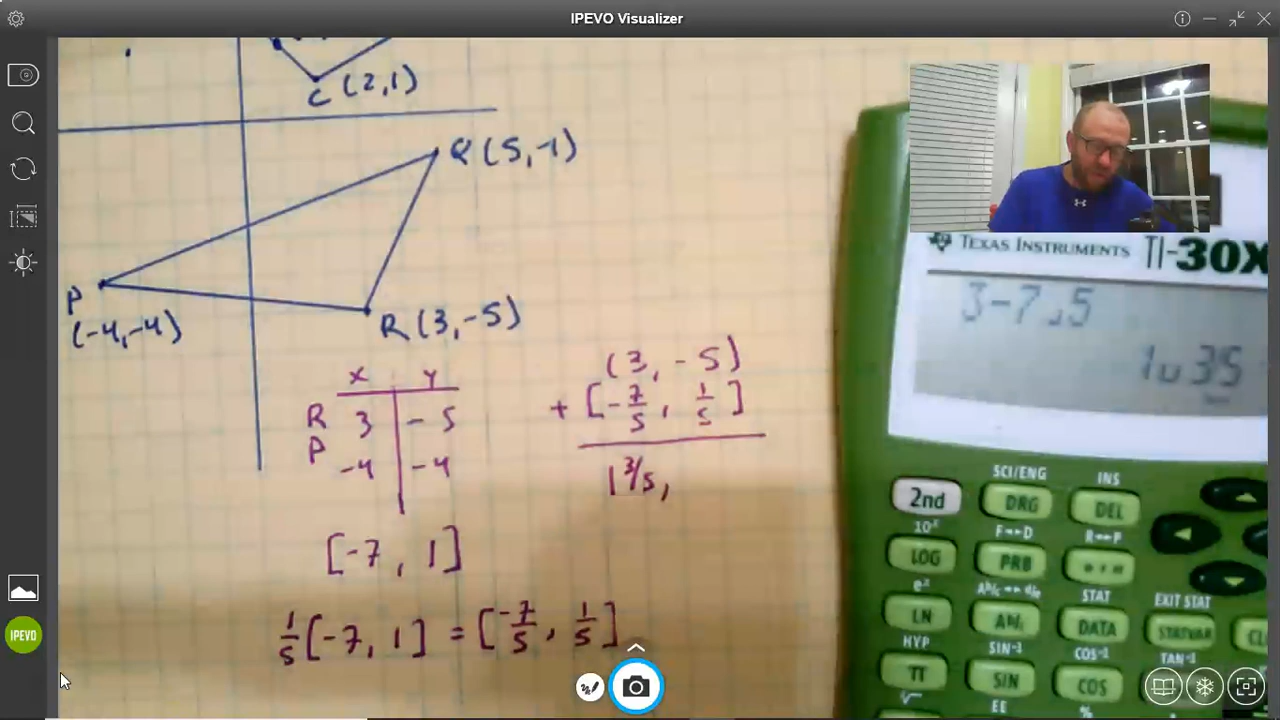 IPEVO Visualizer
C (2,1)
Q (5,-1)
P
(-4,-4)
R (3,-5)
X Y
R 3 -5
P -4 -4
[-7, 1]
1/5 [-7, 1] = [-7/5, 1/5]
(3, -5)
+ [-7/5, 1/5]
1 3/5,
TEXAS INSTRUMENTS TI-30X
3-7⌟5
1⊔3⌟5
SCI/ENG INS
2nd DRG DEL
10ˣ F◄►D R◄►P
LOG PRB
eˣ Ab/c◄►d/e STAT EXIT STAT
LN Ab/c DATA STATVAR
HYP SIN⁻¹ COS⁻¹ TAN⁻¹
π SIN COS
EE %
IPEVO